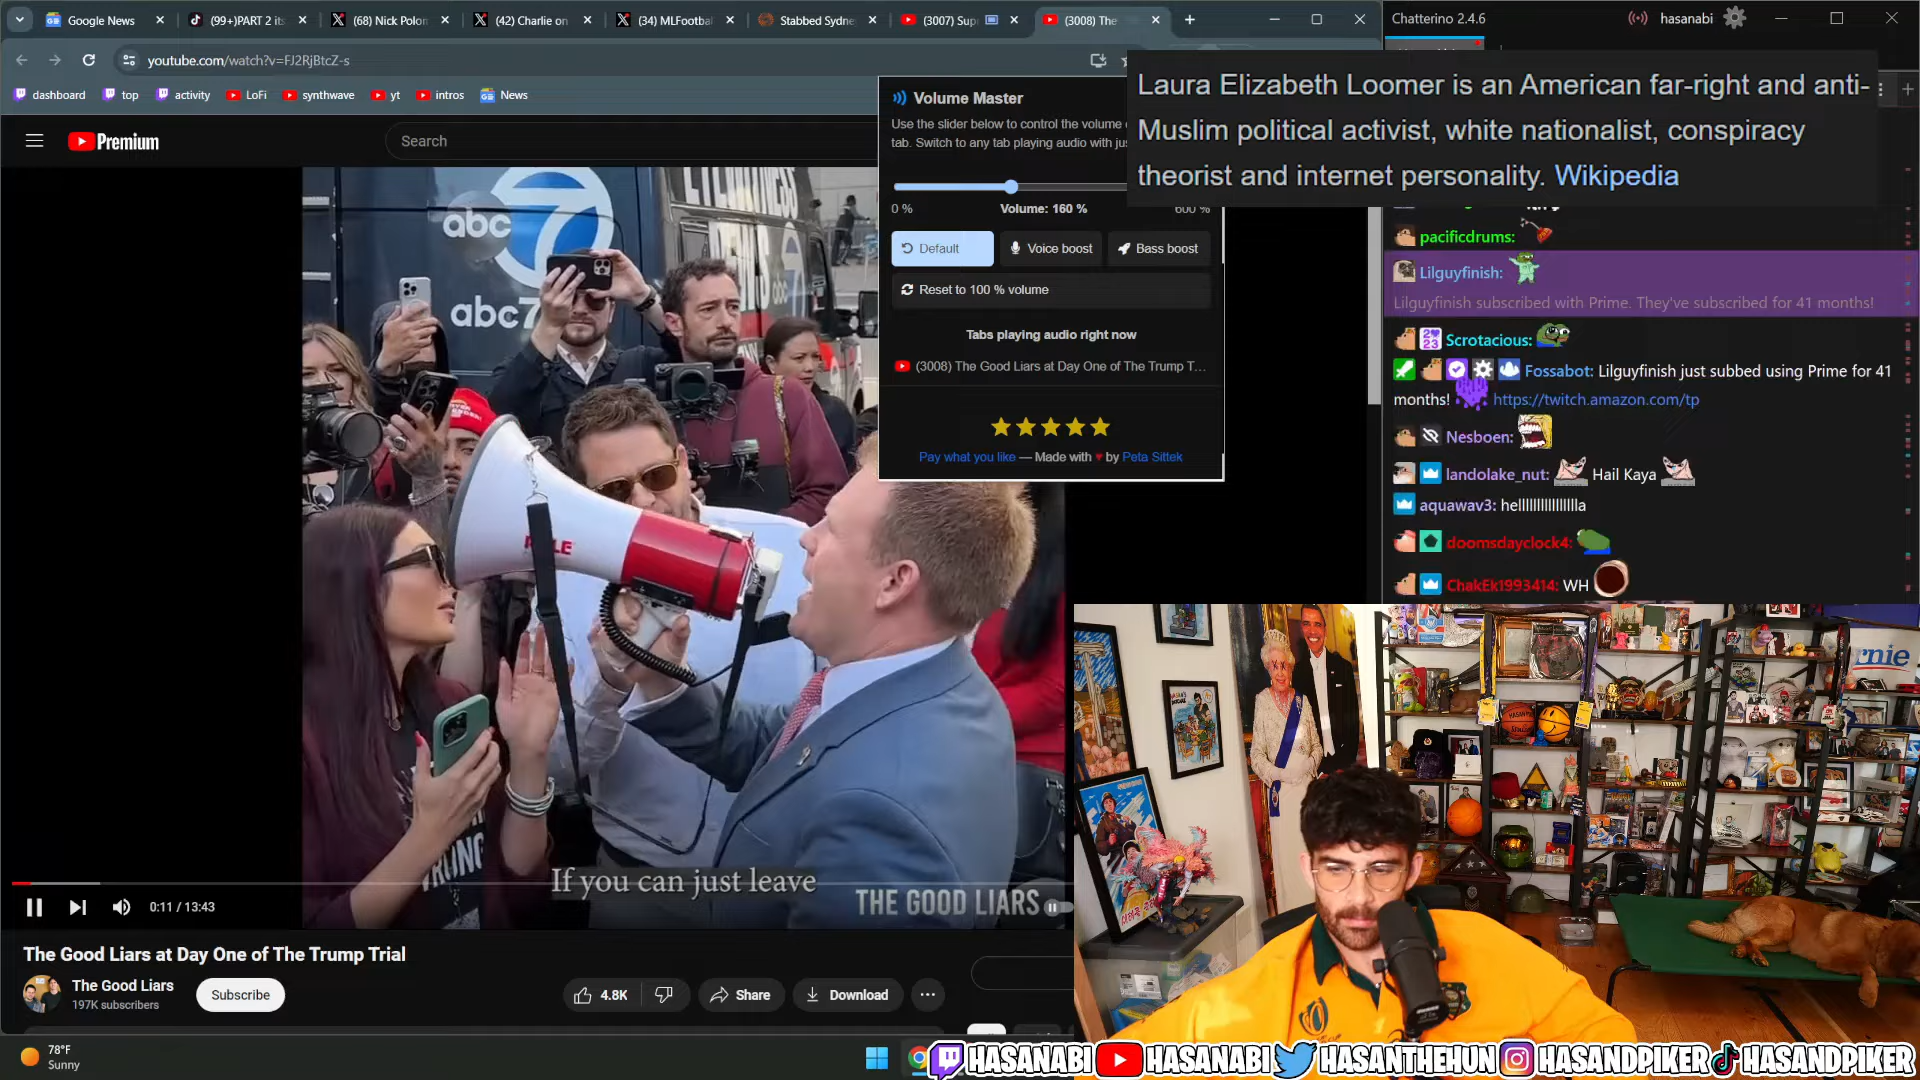 Google News
(99+)PART 2 its
(68) Nick Polom
(42) Charlie on
(34) MLFootbal
Stabbed Sydne
(3007) Sup
(3008) The
Chatterino 2.4.6
hasanabi
youtube.com/watch?v=FJ2RjBtcZ-s
dashboard
top
activity
LoFi
synthwave
yt
intros
News
Premium
Search
Volume Master
Use the slider below to control the volume
tab. Switch to any tab playing audio with jus
0 %
Volume: 160 %
600 %
Default
Voice boost
Bass boost
Reset to 100 % volume
Tabs playing audio right now
(3008) The Good Liars at Day One of The Trump T...
Pay what you like — Made with ♥ by Peta Sittek
Laura Elizabeth Loomer is an American far-right and anti-
Muslim political activist, white nationalist, conspiracy
theorist and internet personality. Wikipedia
pacificdrums:
Lilguyfinish:
Lilguyfinish subscribed with Prime. They've subscribed for 41 months!
Scrotacious:
Fossabot: Lilguyfinish just subbed using Prime for 41
months! https://twitch.amazon.com/tp
Nesboen:
landolake_nut: Hail Kaya
aquawav3: hellllllllllllllla
doomsdayclock4:
ChakEk1993414: WH
EYEWITNESS
abc
7
abc7
PYLE
If you can just leave
THE GOOD LIARS
0:11 / 13:43
The Good Liars at Day One of The Trump Trial
The Good Liars
197K subscribers
Subscribe
4.8K
Share
Download
78°F
Sunny
rnie
HASANABI
HASANABI
HASANTHEHUN
HASANDPIKER
HASANDPIKER